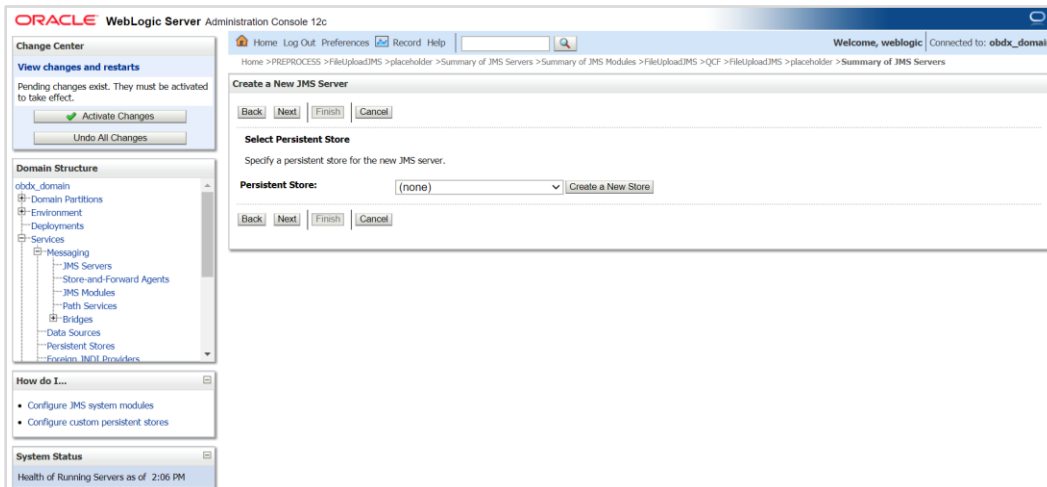 ORACLE WebLogic Server Administration Console 12c
Change Center
View changes and restarts
Pending changes exist. They must be activated
to take effect.
Activate Changes
Undo All Changes
Domain Structure
obdx_domain
Domain Partitions
Environment
Deployments
Services
Messaging
JMS Servers
Store-and-Forward Agents
JMS Modules
Path Services
Bridges
Data Sources
Persistent Stores
Foreign JNDI Providers
How do I...
Configure JMS system modules
Configure custom persistent stores
System Status
Health of Running Servers as of 2:06 PM
Home Log Out Preferences Record Help
Welcome, weblogic Connected to: obdx_domai
Home >PREPROCESS >FileUploadJMS >placeholder >Summary of JMS Servers >Summary of JMS Modules >FileUploadJMS >QCF >FileUploadJMS >placeholder >Summary of JMS Servers
Create a New JMS Server
Back Next Finish Cancel
Select Persistent Store
Specify a persistent store for the new JMS server.
Persistent Store: (none) Create a New Store
Back Next Finish Cancel